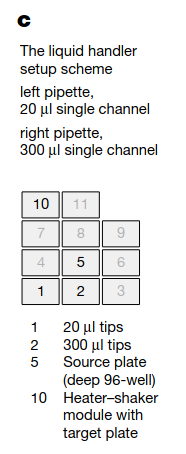 c
The liquid handler
setup scheme
left pipette,
20 μl single channel
right pipette,
300 μl single channel
10 11
7 8 9
4 5 6
1 2 3
1 20 μl tips
2 300 μl tips
5 Source plate
(deep 96-well)
10 Heater–shaker
module with
target plate